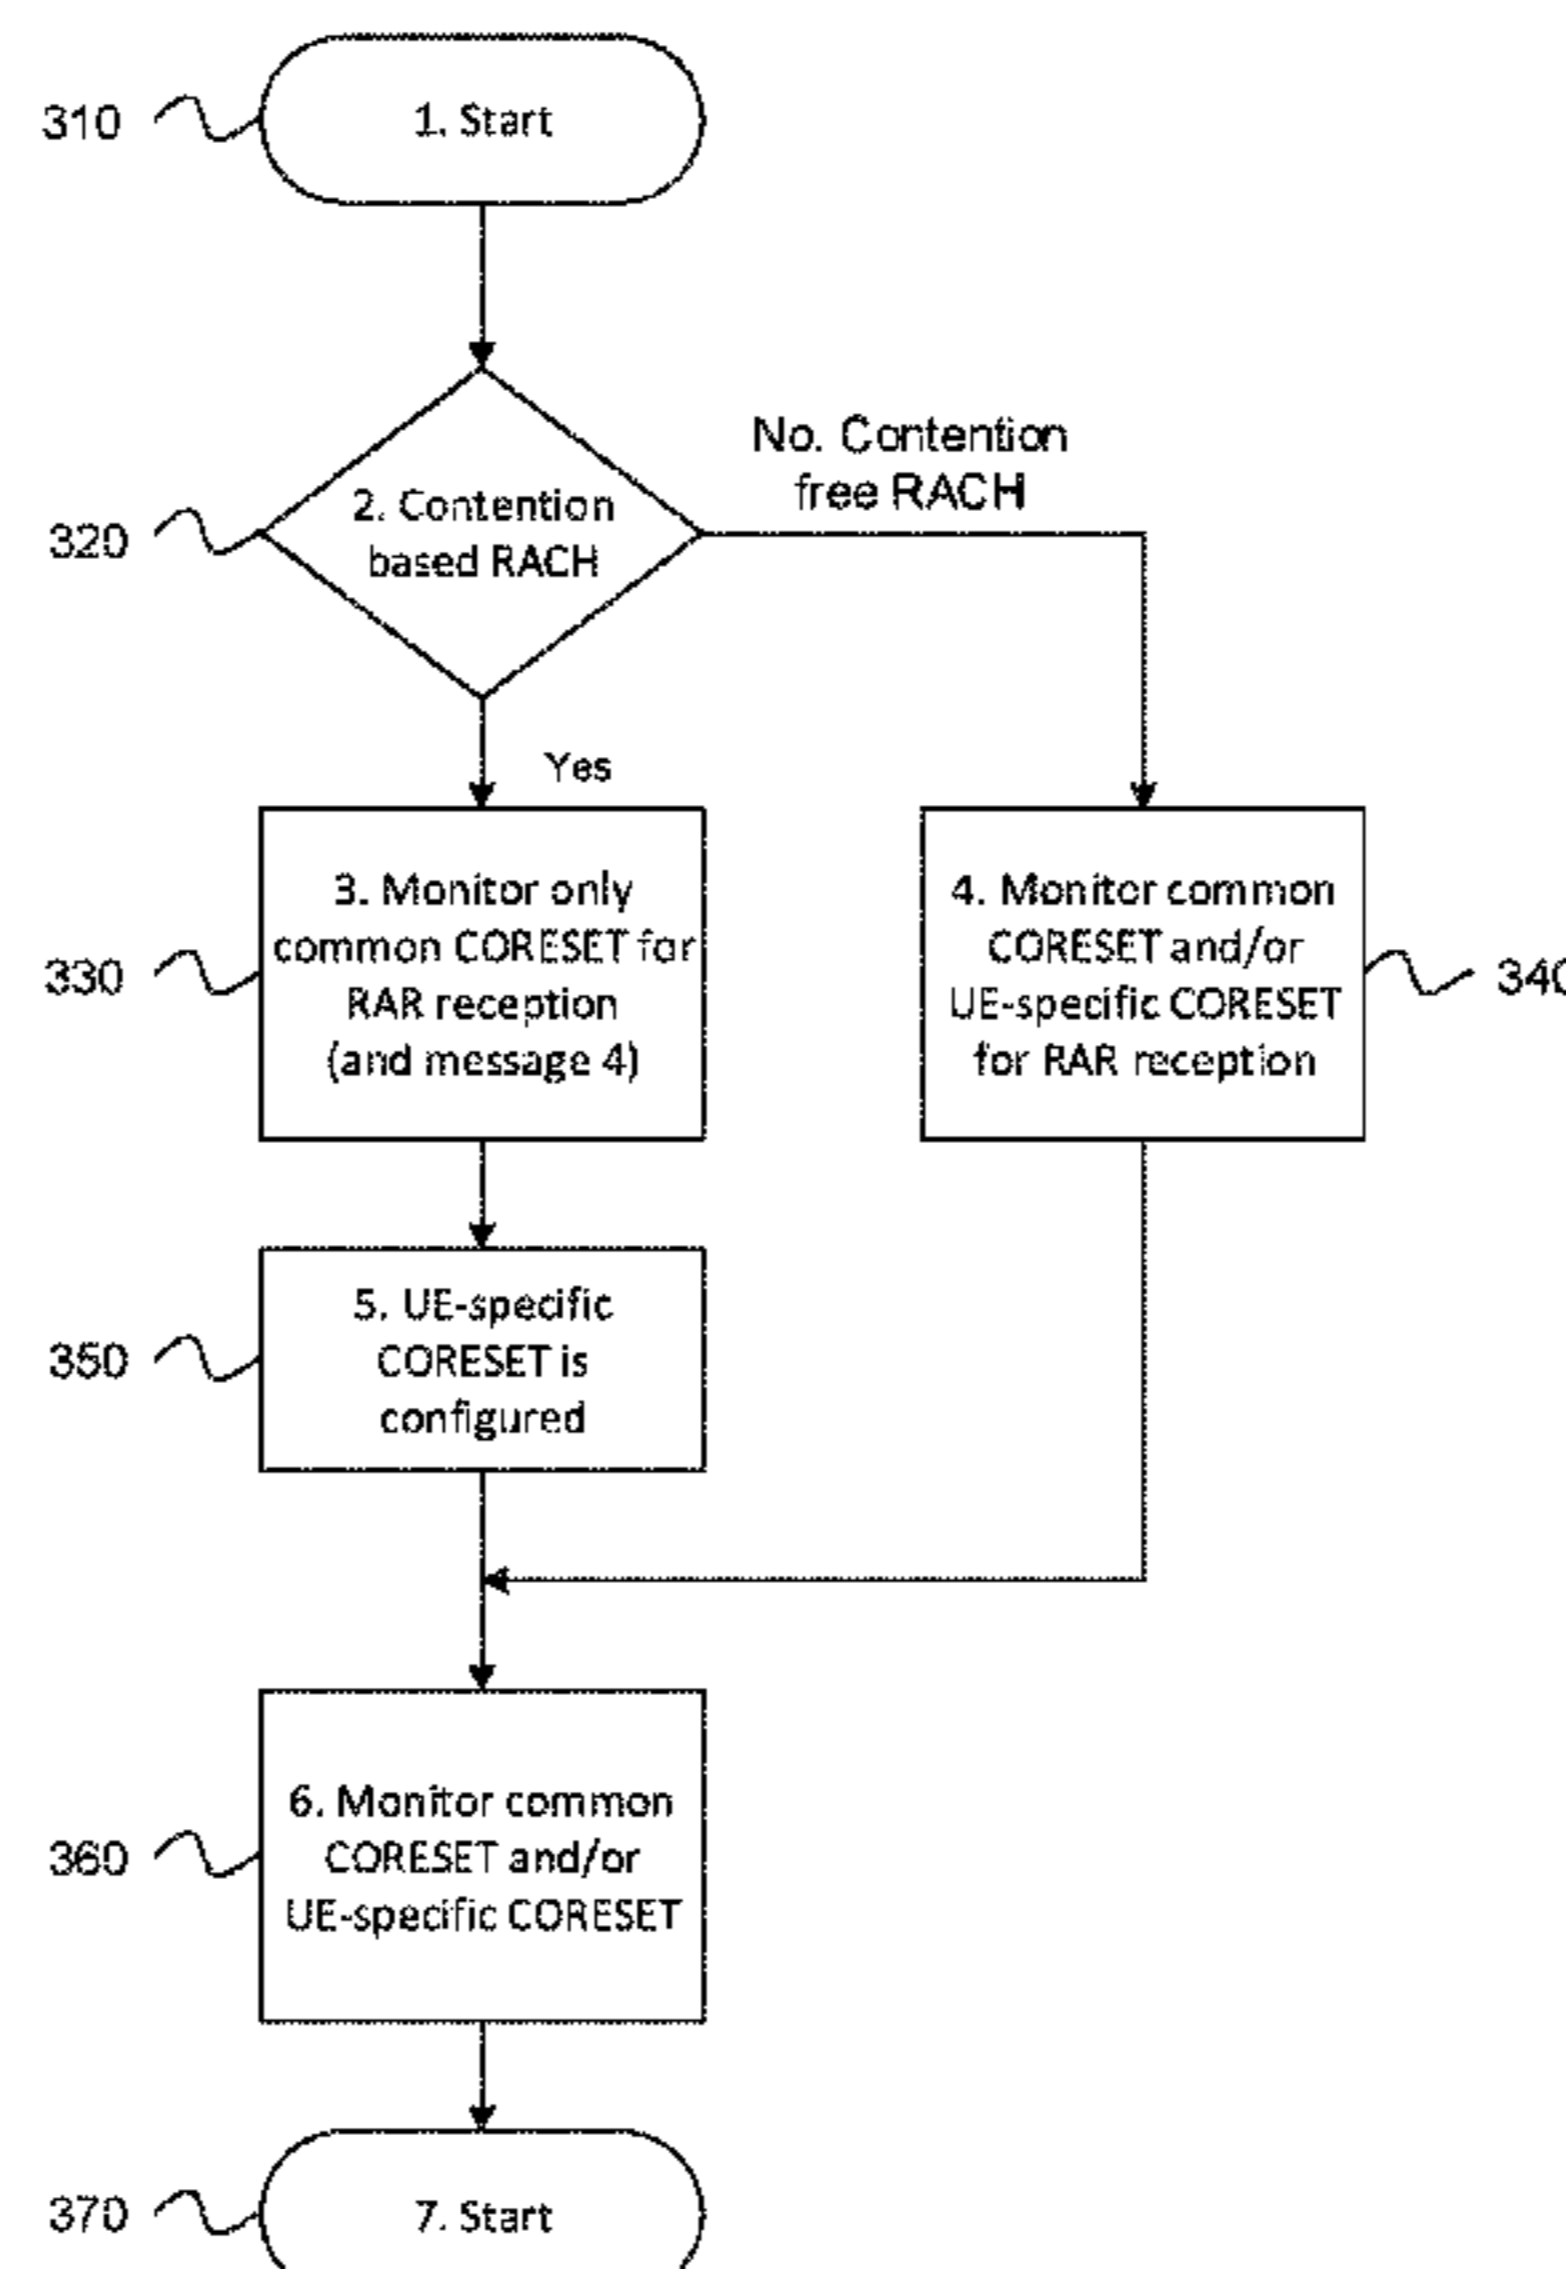 310
1. Start
No. Contention
free RACH
320
2. Contention
based RACH
Yes
330
3. Monitor only
common CORESET for
RAR reception
(and message 4)
4. Monitor common
CORESET and/or
UE-specific CORESET
for RAR reception
340
350
5. UE-specific
CORESET is
configured
360
6. Monitor common
CORESET and/or
UE-specific CORESET
370
7. Start